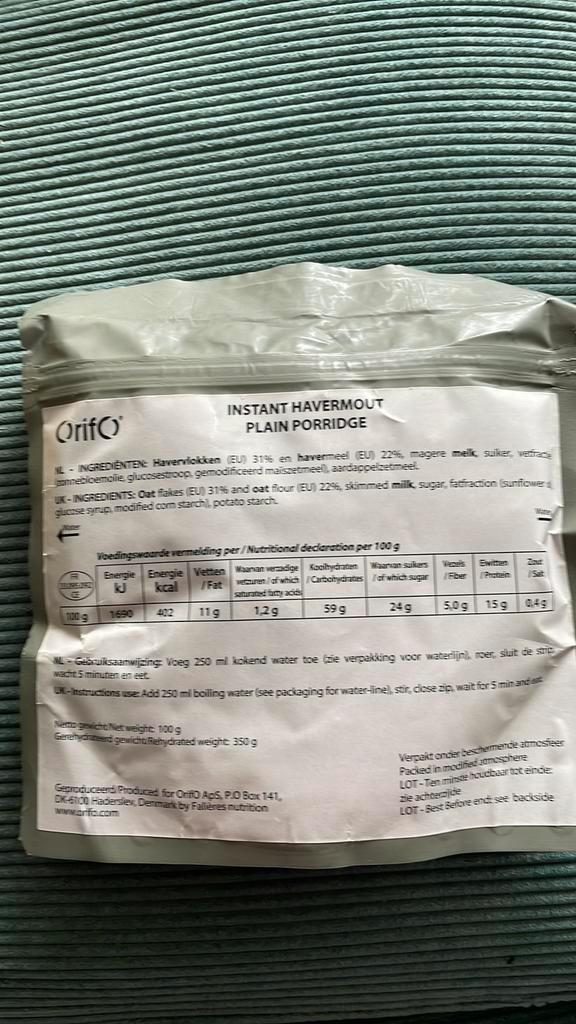 OrifO®
INSTANT HAVERMOUT
PLAIN PORRIDGE
NL - INGREDIËNTEN: Havervlokken (EU) 31% en havermeel (EU) 22%, magere melk, suiker, vetfractie
zonnebloemolie, glucosestroop, gemodificeerd maïszetmeel), aardappelzetmeel.
UK - INGREDIENTS: Oat flakes (EU) 31% and oat flour (EU) 22%, skimmed milk, sugar, fatfraction (sunflower
glucose syrup, modified corn starch), potato starch.
Water
Water
Voedingswaarde vermelding per / Nutritional declaration per 100 g
FR
CE
Energie kJ
Energie kcal
Vetten / Fat
Waarvan verzadige vetzuren / of which saturated fatty acids
Koolhydraten / Carbohydrates
Waarvan suikers / of which sugar
Vezels / Fiber
Eiwitten / Protein
Zout / Salt
100 g 1690 402 11 g 1,2 g 59 g 24 g 5,0 g 15 g 0,4 g
NL - Gebruiksaanwijzing: Voeg 250 ml kokend water toe (zie verpakking voor waterlijn), roer, sluit de strip,
wacht 5 minuten en eet.
UK - Instructions use: Add 250 ml boiling water (see packaging for water-line), stir, close zip, wait for 5 min and eat.
Netto gewicht/Net weight: 100 g
Gerehydrateerd gewicht/Rehydrated weight: 350 g
Geproduceerd/Produced for OrifO ApS, P.O Box 141,
DK-6100 Haderslev, Denmark by Falières nutrition
www.orifo.com
Verpakt onder beschermende atmosfeer
Packed in modified atmosphere
LOT - Ten minste houdbaar tot einde:
zie achterzijde
LOT - Best Before end: see backside